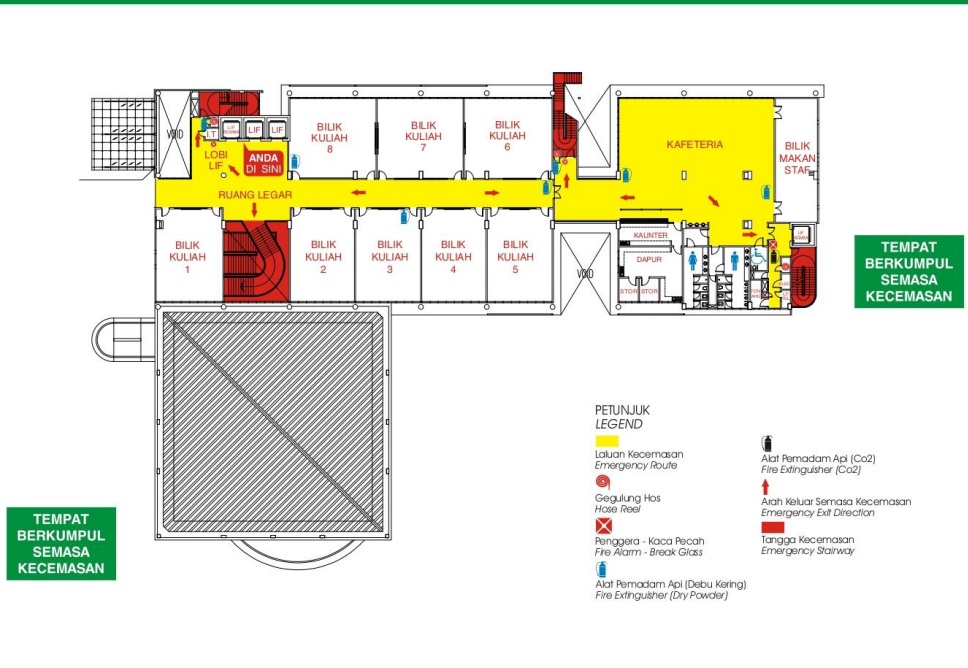 VOID
LT
LIF
BOMBA
LIF
LIF
LOBI
LIF
ANDA
DI SINI
BILIK
KULIAH
8
BILIK
KULIAH
7
BILIK
KULIAH
6
KAFETERIA
BILIK
MAKAN
STAF
RUANG LEGAR
BILIK
KULIAH
1
BILIK
KULIAH
2
BILIK
KULIAH
3
BILIK
KULIAH
4
BILIK
KULIAH
5
VOID
KAUNTER
DAPUR
STOR
STOR
LIF
BOMBA
TEMPAT
BERKUMPUL
SEMASA
KECEMASAN
TEMPAT
BERKUMPUL
SEMASA
KECEMASAN
PETUNJUK
LEGEND
Laluan Kecemasan
Emergency Route
Gegulung Hos
Hose Reel
Penggera - Kaca Pecah
Fire Alarm - Break Glass
Alat Pemadam Api (Debu Kering)
Fire Extinguisher (Dry Powder)
Alat Pemadam Api (Co2)
Fire Extinguisher (Co2)
Arah Keluar Semasa Kecemasan
Emergency Exit Direction
Tangga Kecemasan
Emergency Stairway